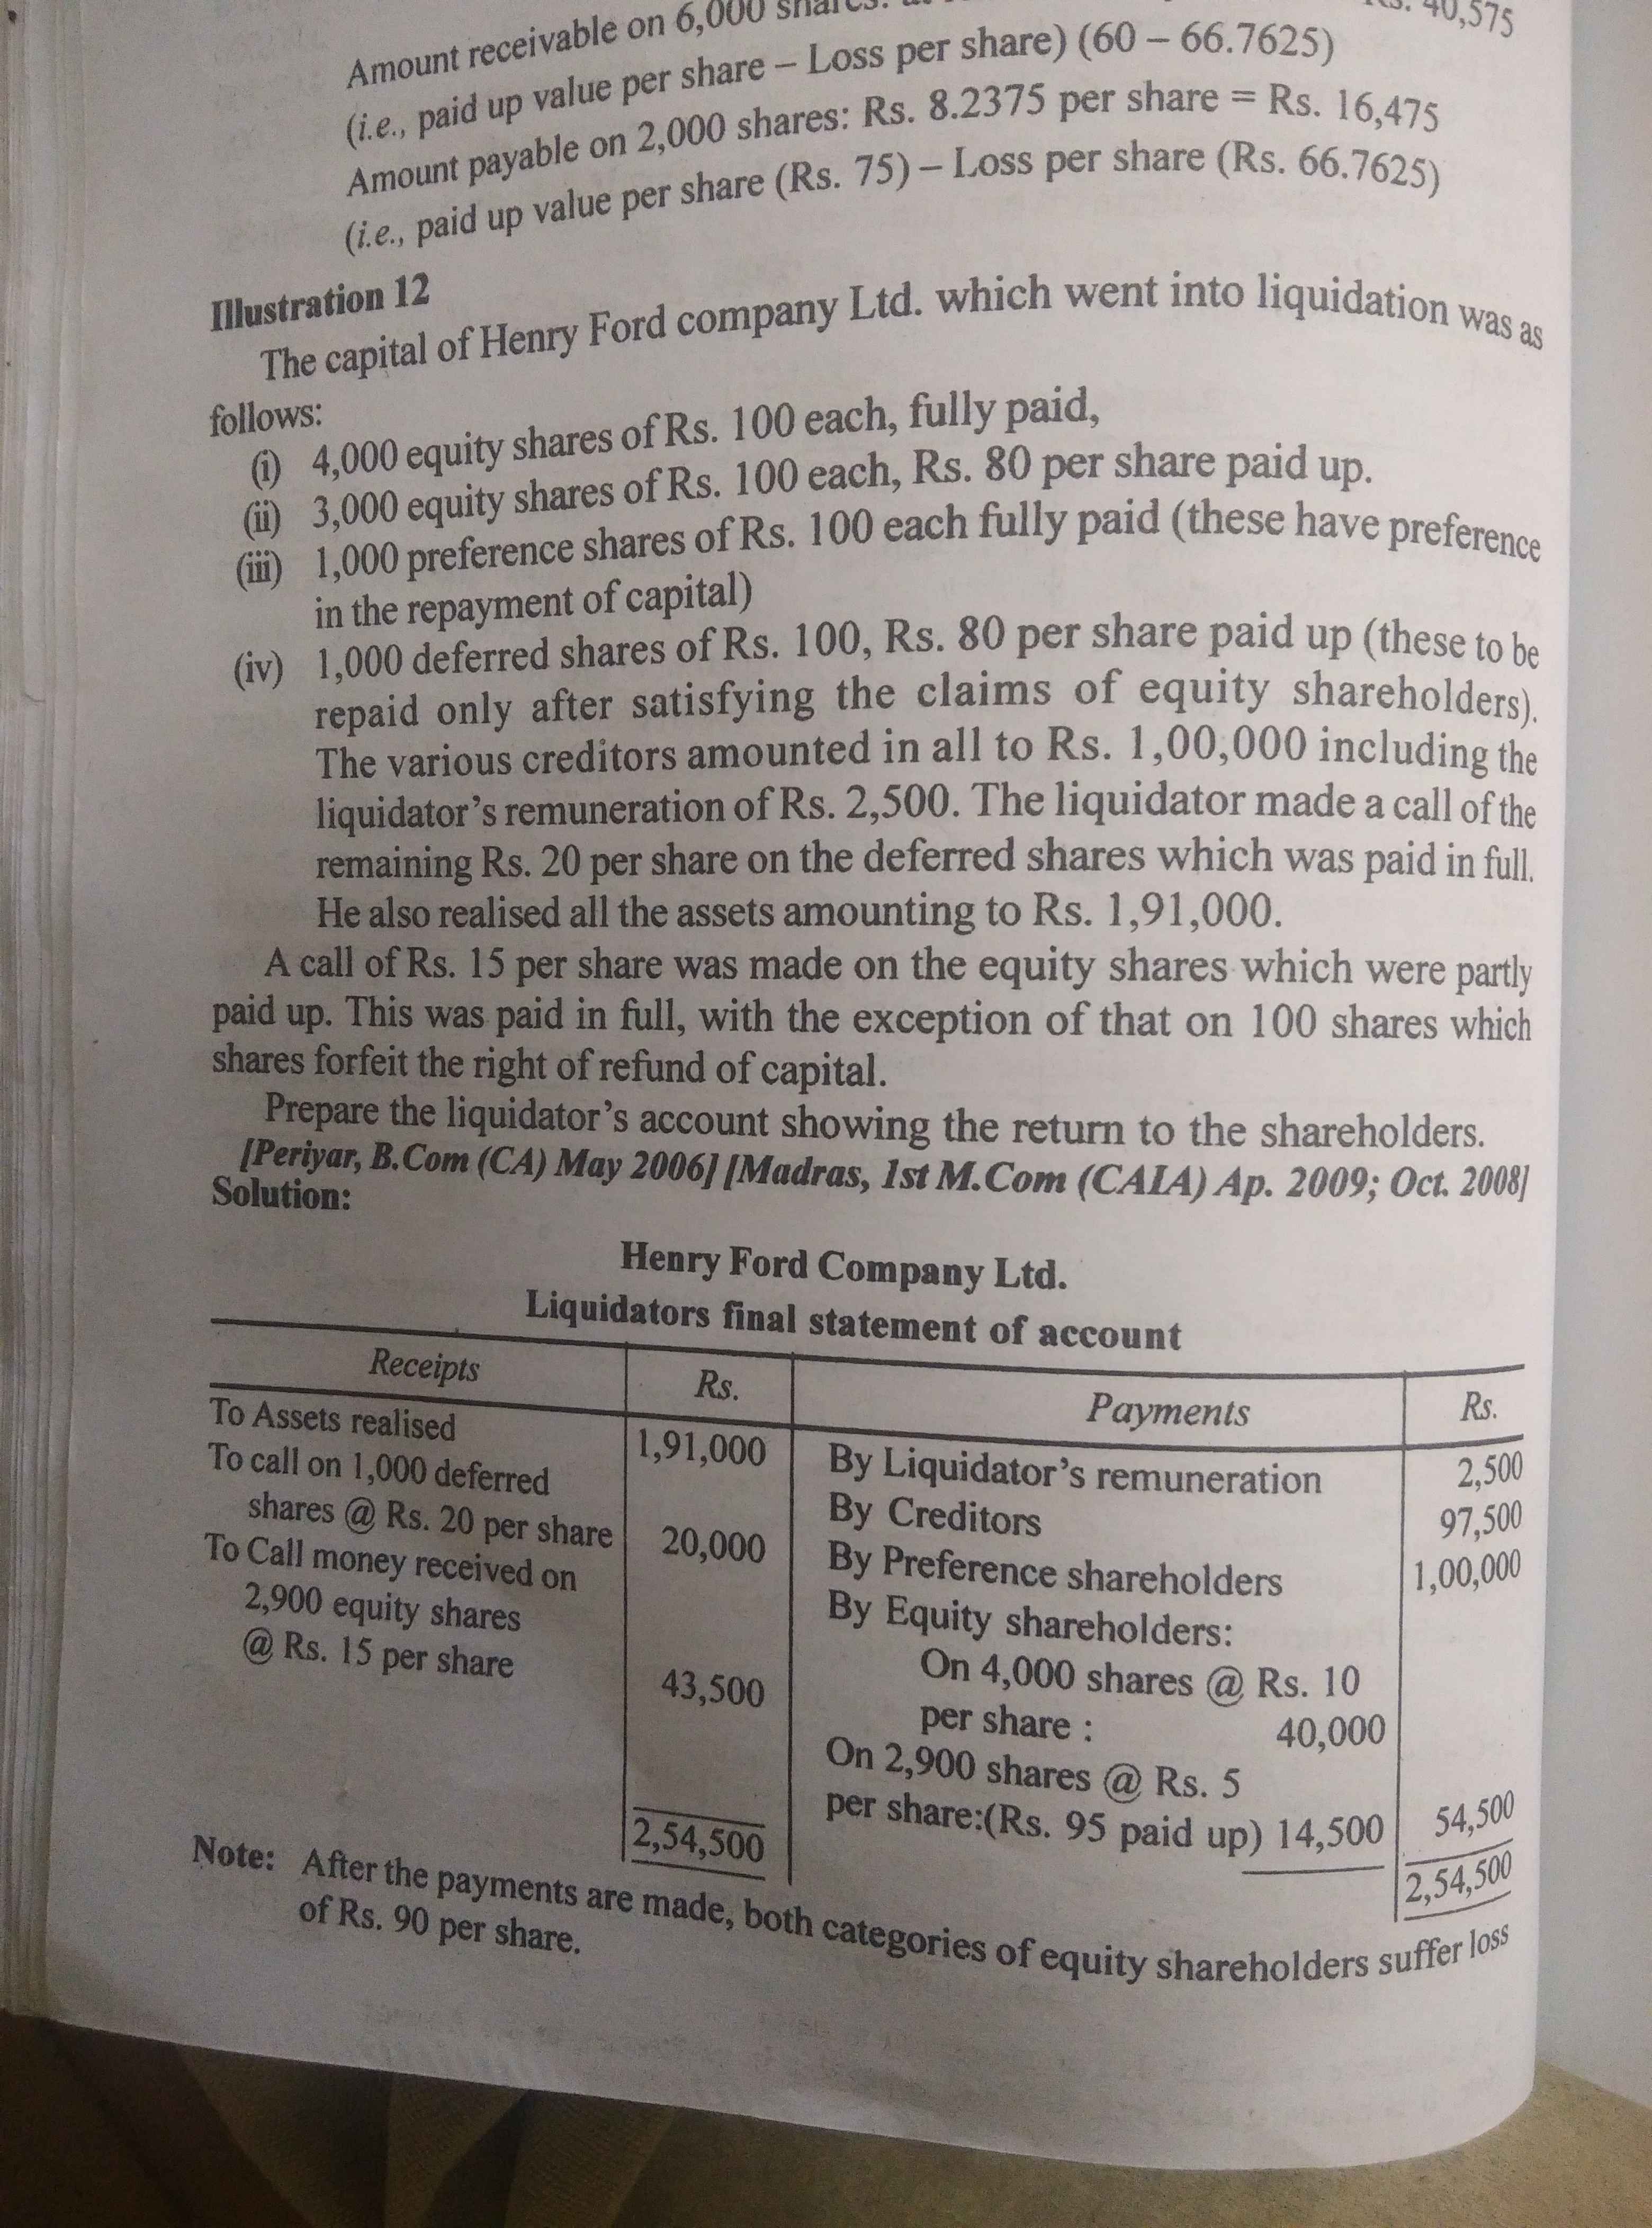 Amount receivable on 6,000 shares:
40,575
(i.e., paid up value per share – Loss per share) (60 – 66.7625)
Amount payable on 2,000 shares: Rs. 8.2375 per share = Rs. 16,475
(i.e., paid up value per share (Rs. 75) – Loss per share (Rs. 66.7625)
Illustration 12
The capital of Henry Ford company Ltd. which went into liquidation was as
follows:
(i) 4,000 equity shares of Rs. 100 each, fully paid,
(ii) 3,000 equity shares of Rs. 100 each, Rs. 80 per share paid up.
(iii) 1,000 preference shares of Rs. 100 each fully paid (these have preference
in the repayment of capital)
(iv) 1,000 deferred shares of Rs. 100, Rs. 80 per share paid up (these to be
repaid only after satisfying the claims of equity shareholders).
The various creditors amounted in all to Rs. 1,00,000 including the
liquidator's remuneration of Rs. 2,500. The liquidator made a call of the
remaining Rs. 20 per share on the deferred shares which was paid in full.
He also realised all the assets amounting to Rs. 1,91,000.
A call of Rs. 15 per share was made on the equity shares which were partly
paid up. This was paid in full, with the exception of that on 100 shares which
shares forfeit the right of refund of capital.
Prepare the liquidator's account showing the return to the shareholders.
[Periyar, B.Com (CA) May 2006] [Madras, 1st M.Com (CAIA) Ap. 2009; Oct. 2008]
Solution:
Henry Ford Company Ltd.
Liquidators final statement of account
Receipts Rs. Payments Rs.
To Assets realised 1,91,000 By Liquidator's remuneration 2,500
To call on 1,000 deferred By Creditors 97,500
shares @ Rs. 20 per share 20,000 By Preference shareholders 1,00,000
To Call money received on By Equity shareholders:
2,900 equity shares On 4,000 shares @ Rs. 10
@ Rs. 15 per share 43,500 per share : 40,000
On 2,900 shares @ Rs. 5
per share:(Rs. 95 paid up) 14,500 54,500
2,54,500 2,54,500
Note: After the payments are made, both categories of equity shareholders suffer loss
of Rs. 90 per share.